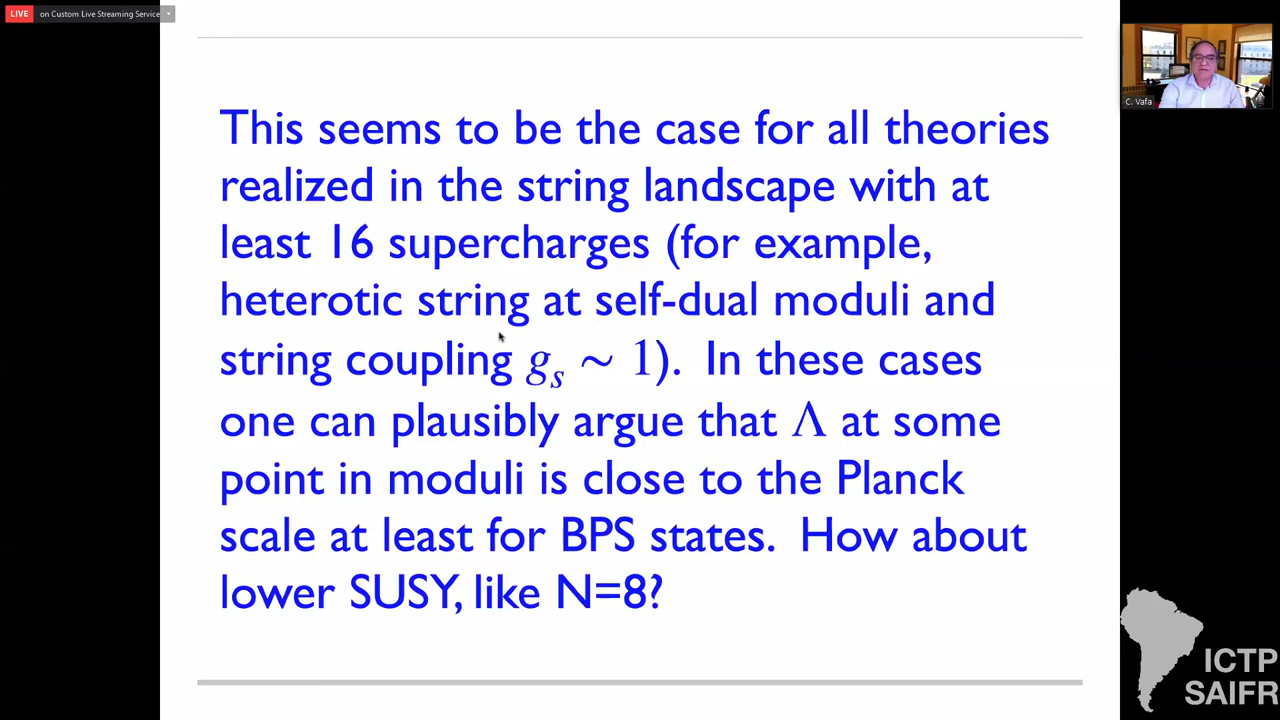 LIVE on Custom Live Streaming Service
C. Vafa
This seems to be the case for all theories
realized in the string landscape with at
least 16 supercharges (for example,
heterotic string at self-dual moduli and
string coupling gₛ ∼ 1). In these cases
one can plausibly argue that Λ at some
point in moduli is close to the Planck
scale at least for BPS states. How about
lower SUSY, like N=8?
ICTP
SAIFR